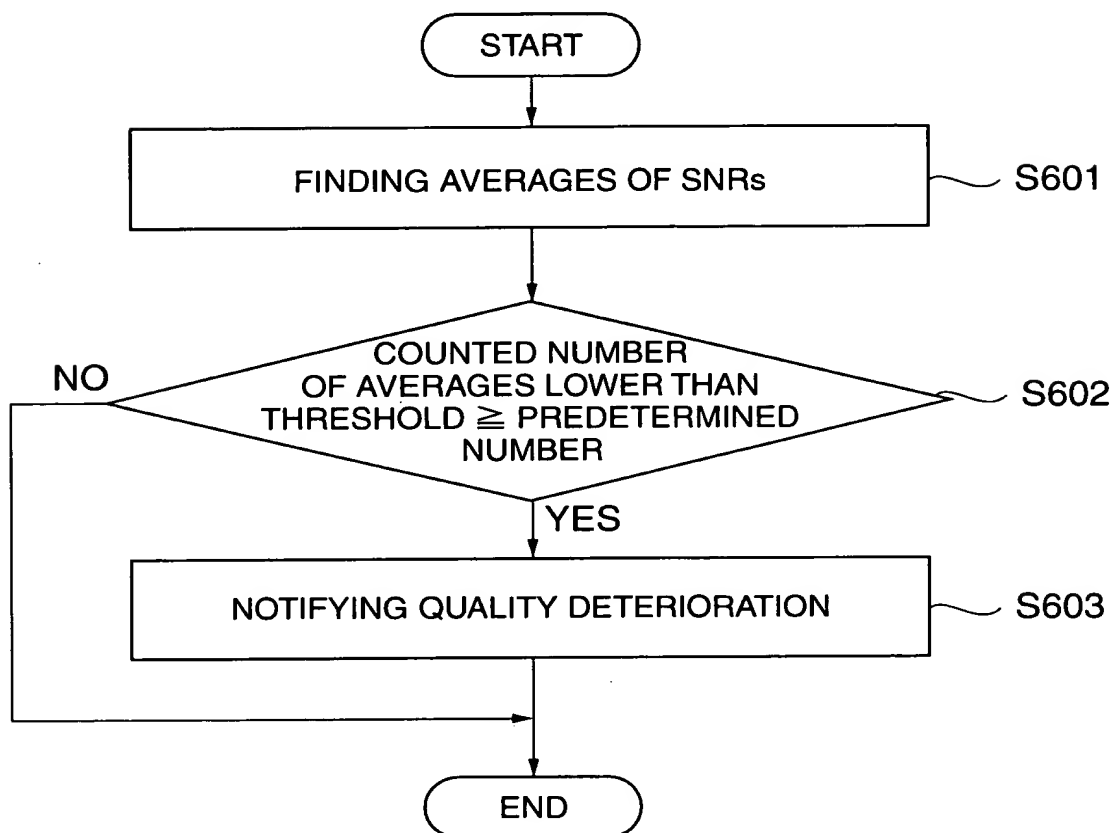 START
FINDING AVERAGES OF SNRs
S601
COUNTED NUMBER
OF AVERAGES LOWER THAN
THRESHOLD ≧ PREDETERMINED
NUMBER
NO
S602
YES
NOTIFYING QUALITY DETERIORATION
S603
END